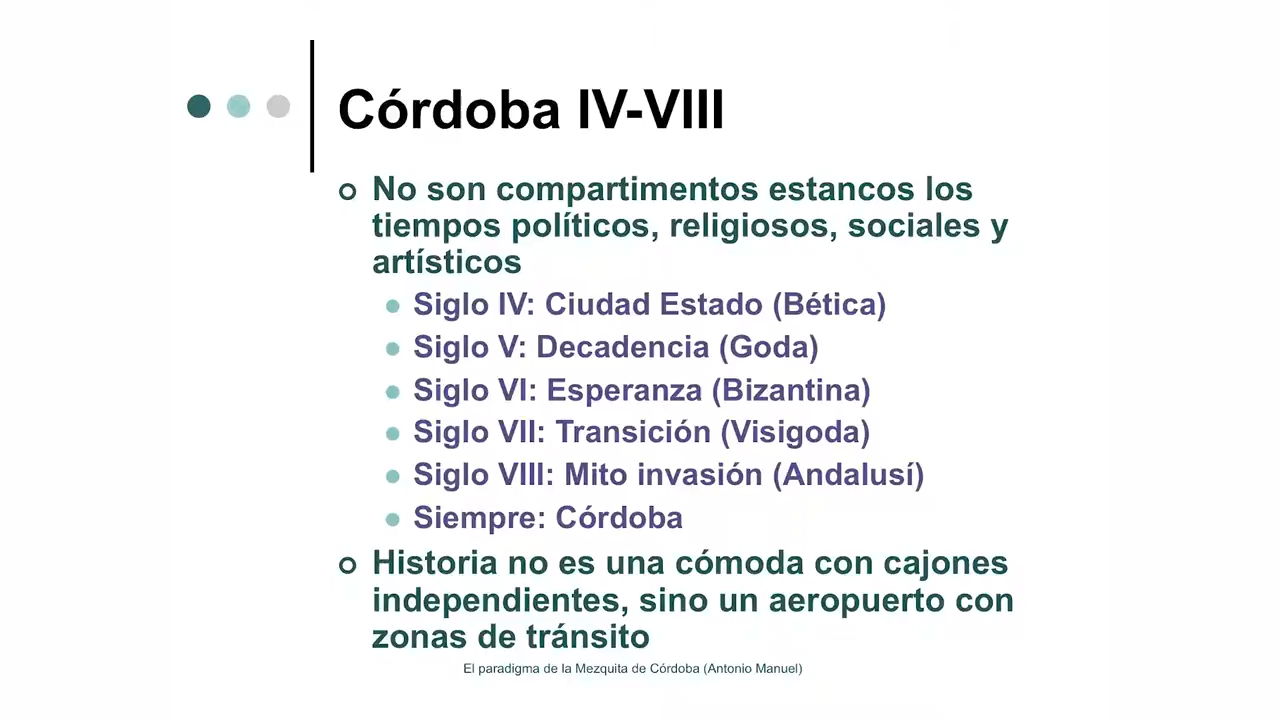 Córdoba IV-VIII
No son compartimentos estancos los
tiempos políticos, religiosos, sociales y
artísticos
Siglo IV: Ciudad Estado (Bética)
Siglo V: Decadencia (Goda)
Siglo VI: Esperanza (Bizantina)
Siglo VII: Transición (Visigoda)
Siglo VIII: Mito invasión (Andalusí)
Siempre: Córdoba
Historia no es una cómoda con cajones
independientes, sino un aeropuerto con
zonas de tránsito
El paradigma de la Mezquita de Córdoba (Antonio Manuel)